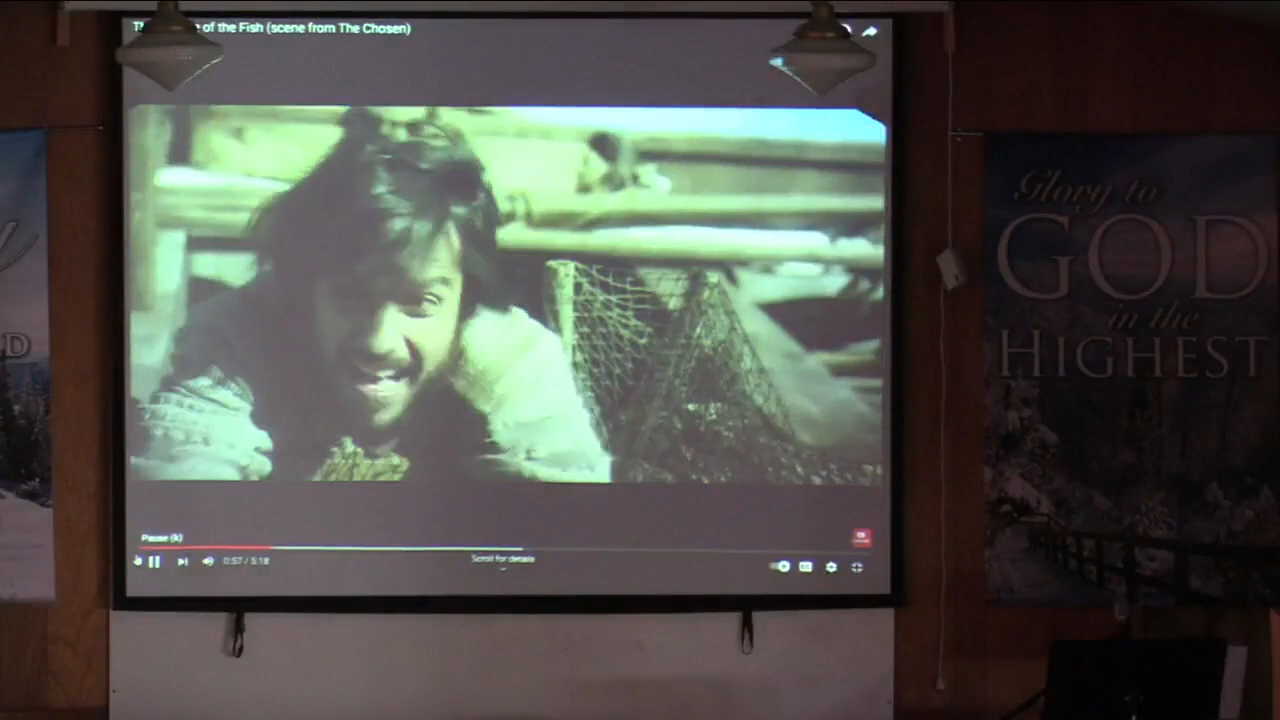 of the Fish (scene from The Chosen)
Glory to
GOD
in the
HIGHEST
Pause (k)
0:57 / 5:18
Scroll for details